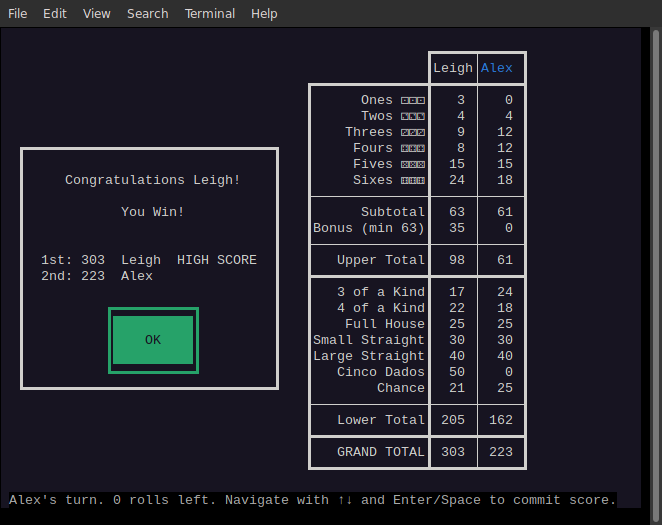 File Edit View Search Terminal Help
Leigh Alex
Ones ⚀⚀⚀ 3 0
Twos ⚁⚁⚁ 4 4
Threes ⚂⚂⚂ 9 12
Fours ⚃⚃⚃ 8 12
Fives ⚄⚄⚄ 15 15
Sixes ⚅⚅⚅ 24 18
Subtotal 63 61
Bonus (min 63) 35 0
Upper Total 98 61
3 of a Kind 17 24
4 of a Kind 22 18
Full House 25 25
Small Straight 30 30
Large Straight 40 40
Cinco Dados 50 0
Chance 21 25
Lower Total 205 162
GRAND TOTAL 303 223
Congratulations Leigh!
You Win!
1st: 303 Leigh HIGH SCORE
2nd: 223 Alex
OK
Alex's turn. 0 rolls left. Navigate with ↑↓ and Enter/Space to commit score.